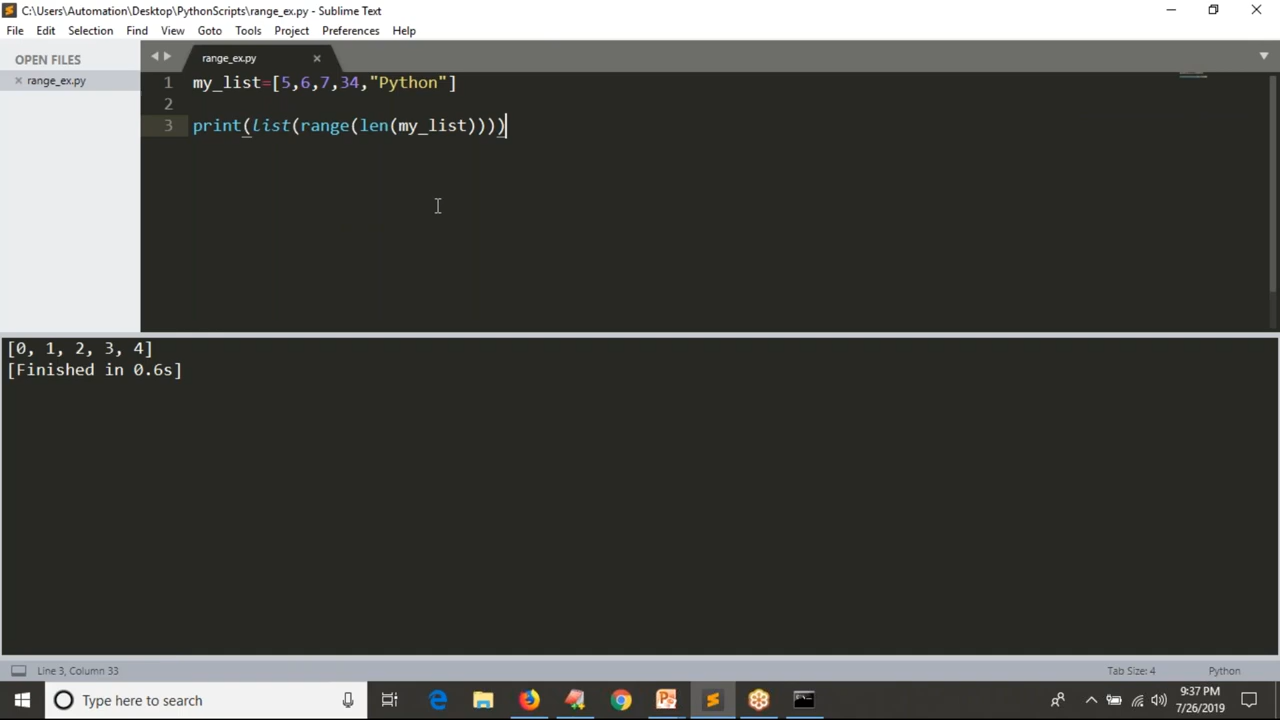 C:\Users\Automation\Desktop\PythonScripts\range_ex.py - Sublime Text
File Edit Selection Find View Goto Tools Project Preferences Help
OPEN FILES
range_ex.py
range_ex.py
1 my_list=[5,6,7,34,"Python"]
2
3 print(list(range(len(my_list))))
[0, 1, 2, 3, 4]
[Finished in 0.6s]
Line 3, Column 33
Tab Size: 4
Python
Type here to search
9:37 PM
7/26/2019